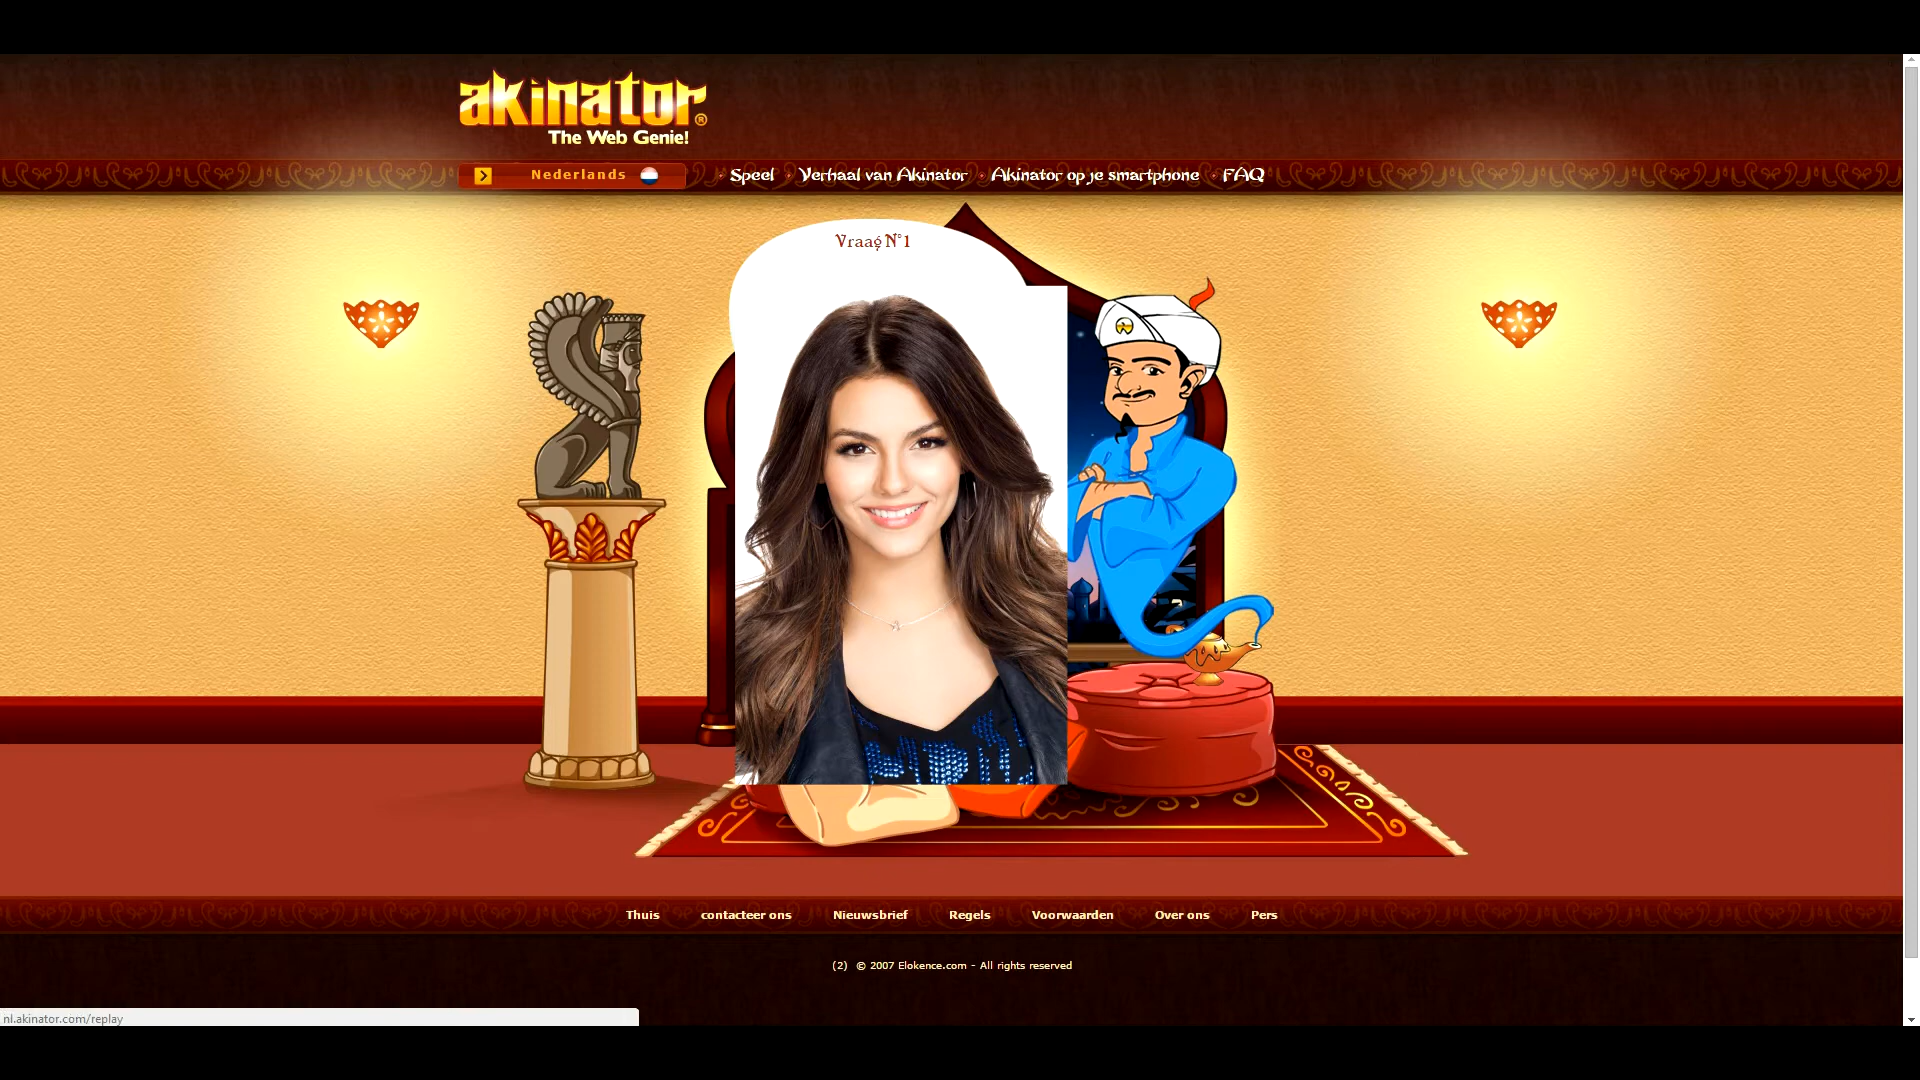 akinator®
The Web Genie!
Nederlands
Speel
Verhaal van Akinator
Akinator op je smartphone
FAQ
Vraag N°1
Thuis
contacteer ons
Nieuwsbrief
Regels
Voorwaarden
Over ons
Pers
(2) © 2007 Elokence.com - All rights reserved
nl.akinator.com/replay